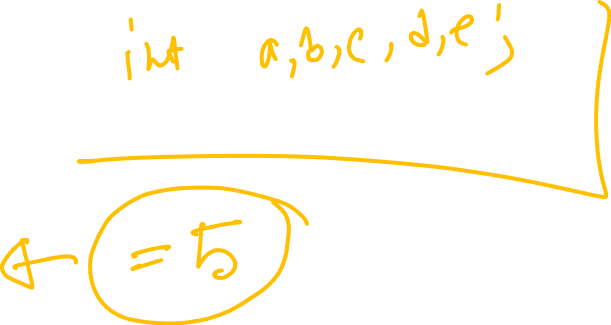 int a,b,c,d,e;
= 5